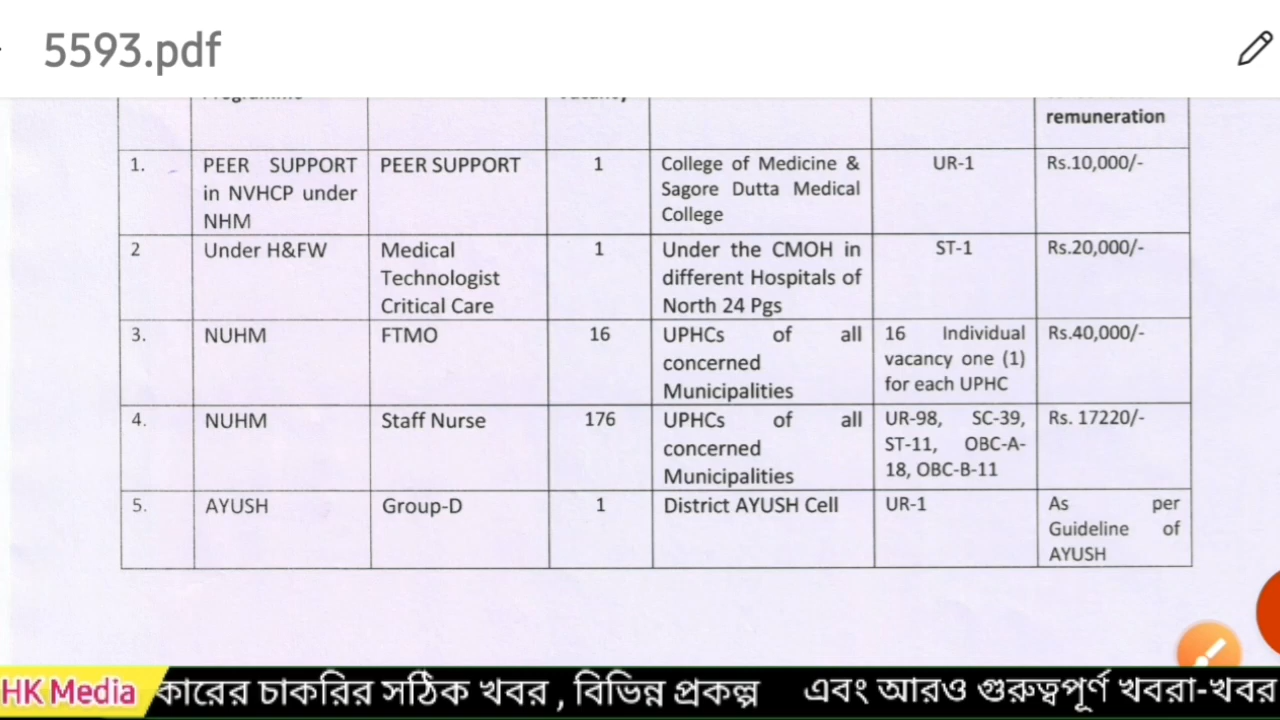 5593.pdf
remuneration
1. PEER SUPPORT PEER SUPPORT 1 College of Medicine & UR-1 Rs.10,000/-
in NVHCP under Sagore Dutta Medical
NHM College
2 Under H&FW Medical 1 Under the CMOH in ST-1 Rs.20,000/-
Technologist different Hospitals of
Critical Care North 24 Pgs
3. NUHM FTMO 16 UPHCs of all 16 Individual Rs.40,000/-
concerned vacancy one (1)
Municipalities for each UPHC
4. NUHM Staff Nurse 176 UPHCs of all UR-98, SC-39, Rs. 17220/-
concerned ST-11, OBC-A-
Municipalities 18, OBC-B-11
5. AYUSH Group-D 1 District AYUSH Cell UR-1 As per
Guideline of
AYUSH
HK Media কারের চাকরির সঠিক খবর , বিভিন্ন প্রকল্প এবং আরও গুরুত্বপূর্ণ খবরা-খবর